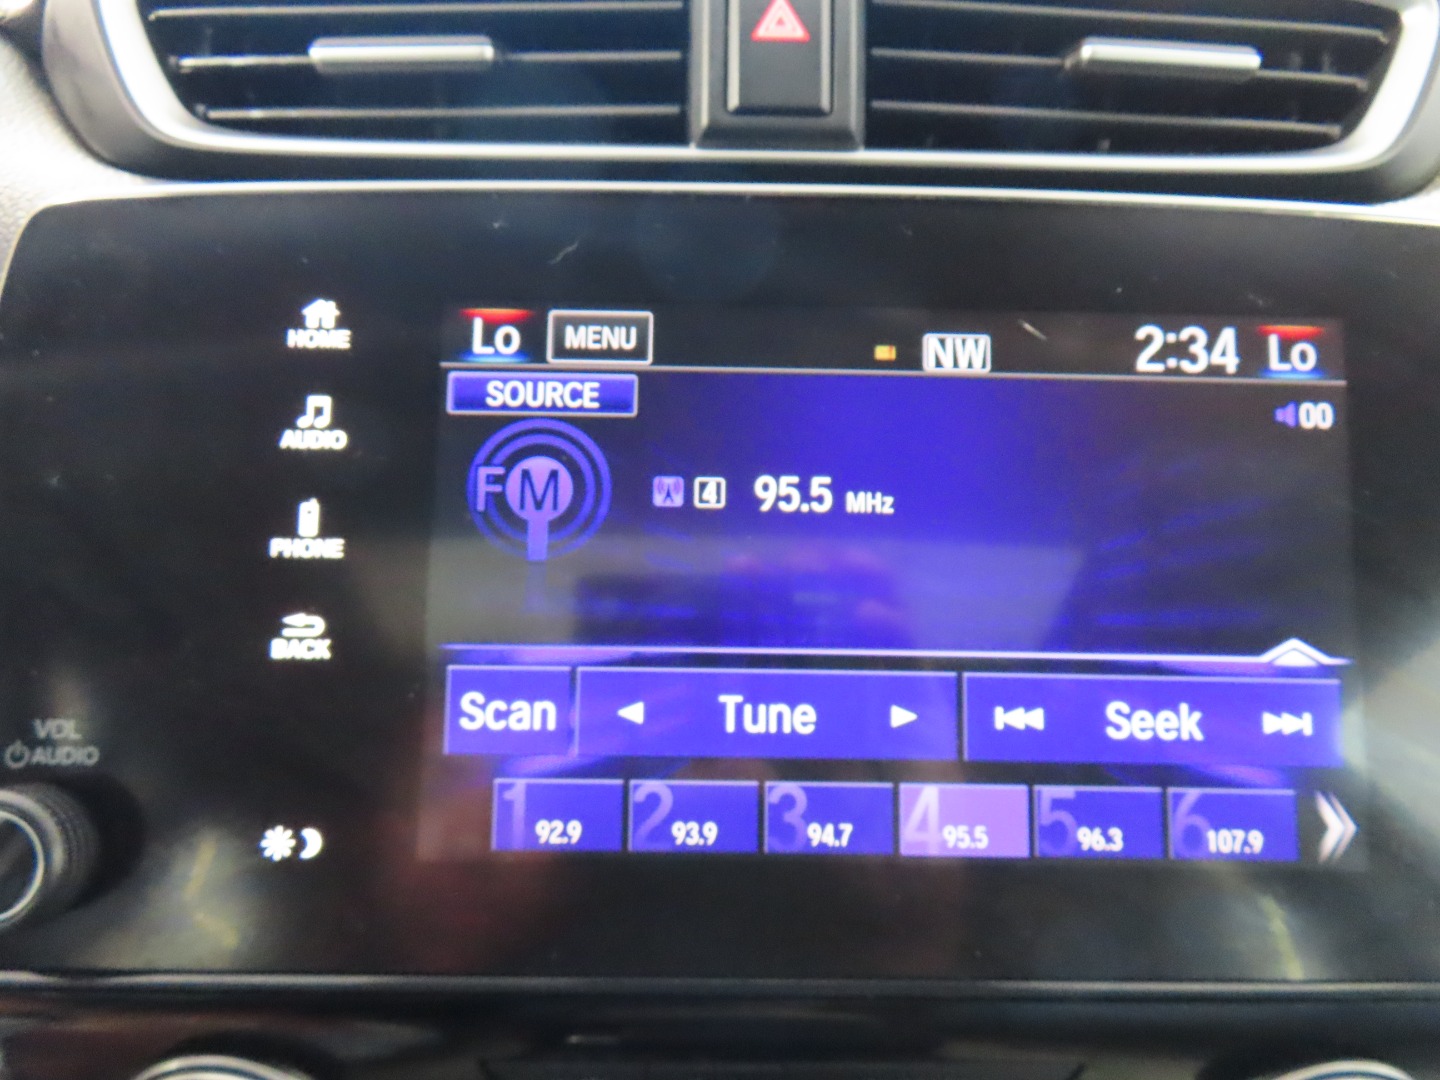 HOME
AUDIO
PHONE
BACK
VOL
AUDIO
Lo MENU NW 2:34 Lo
SOURCE
00
FM 4 95.5 MHz
Scan Tune Seek
1 92.9 2 93.9 3 94.7 4 95.5 5 96.3 6 107.9